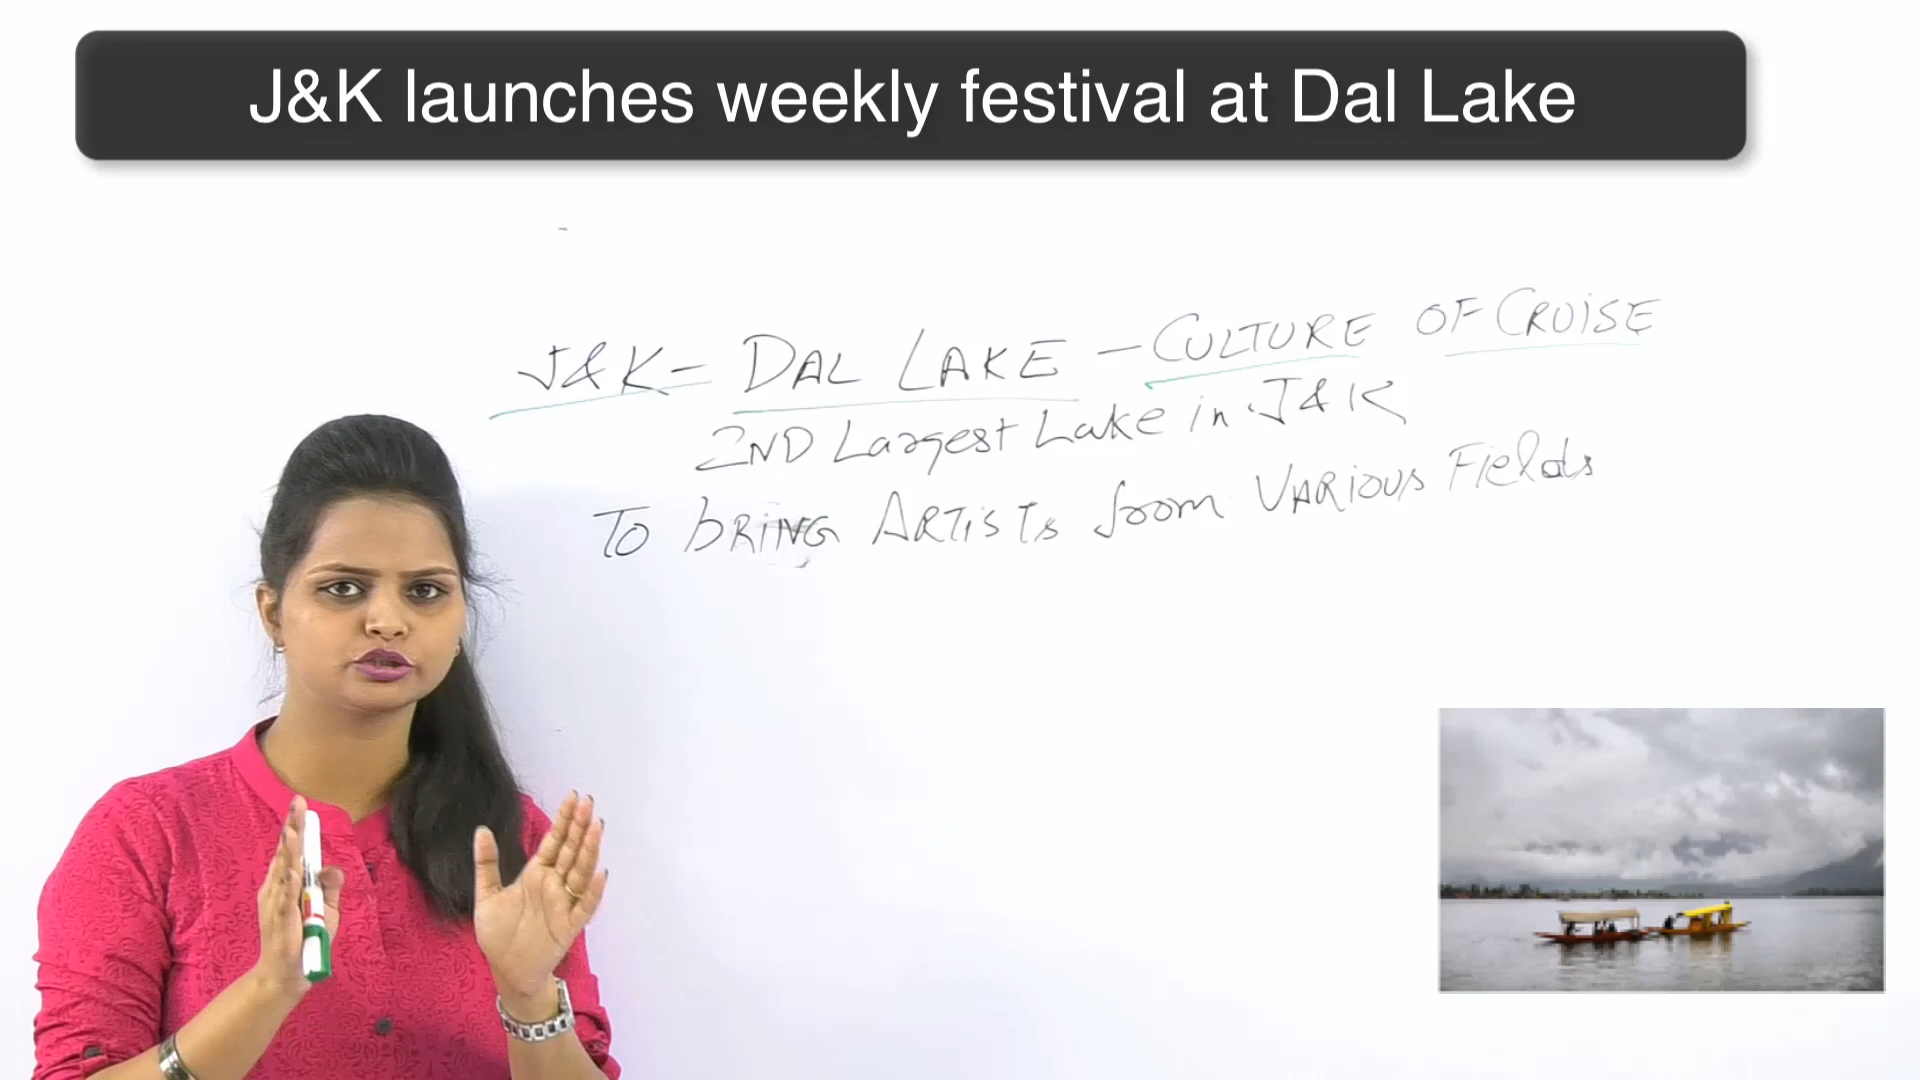 J&K launches weekly festival at Dal Lake
J&K - DAL LAKE - CULTURE OF CRUISE
2ND Largest Lake in J&K
To bRING ARTiSTs from VARiOUs Fields